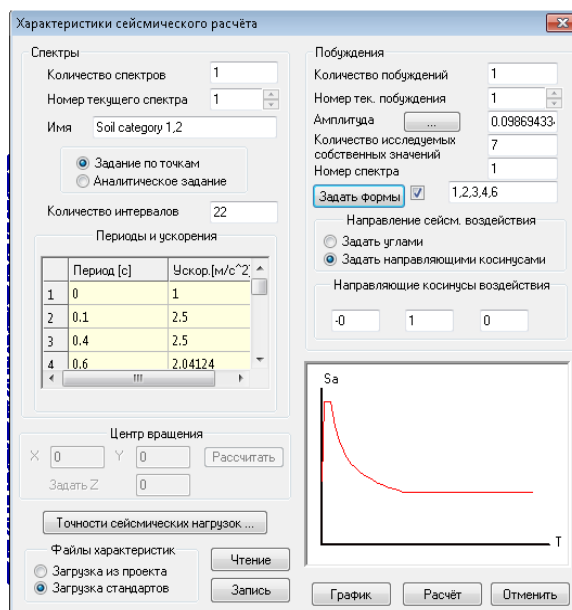 Характеристики сейсмического расчёта
Спектры
Количество спектров 1
Номер текущего спектра 1
Имя Soil category 1,2
Задание по точкам
Аналитическое задание
Количество интервалов 22
Периоды и ускорения
Период [с] Ускор.[м/с^2]
1 0 1
2 0.1 2.5
3 0.4 2.5
4 0.6 2.04124
Центр вращения
X 0 Y 0 Рассчитать
Задать Z 0
Точности сейсмических нагрузок ...
Файлы характеристик
Загрузка из проекта
Загрузка стандартов
Чтение
Запись
Побуждения
Количество побуждений 1
Номер тек. побуждения 1
Амплитуда ... 0.09869433
Количество исследуемых
собственных значений 7
Номер спектра 1
Задать формы 1,2,3,4,6
Направление сейсм. воздействия
Задать углами
Задать направляющими косинусами
Направляющие косинусы воздействия
-0 1 0
Sa
T
График Расчёт Отменить